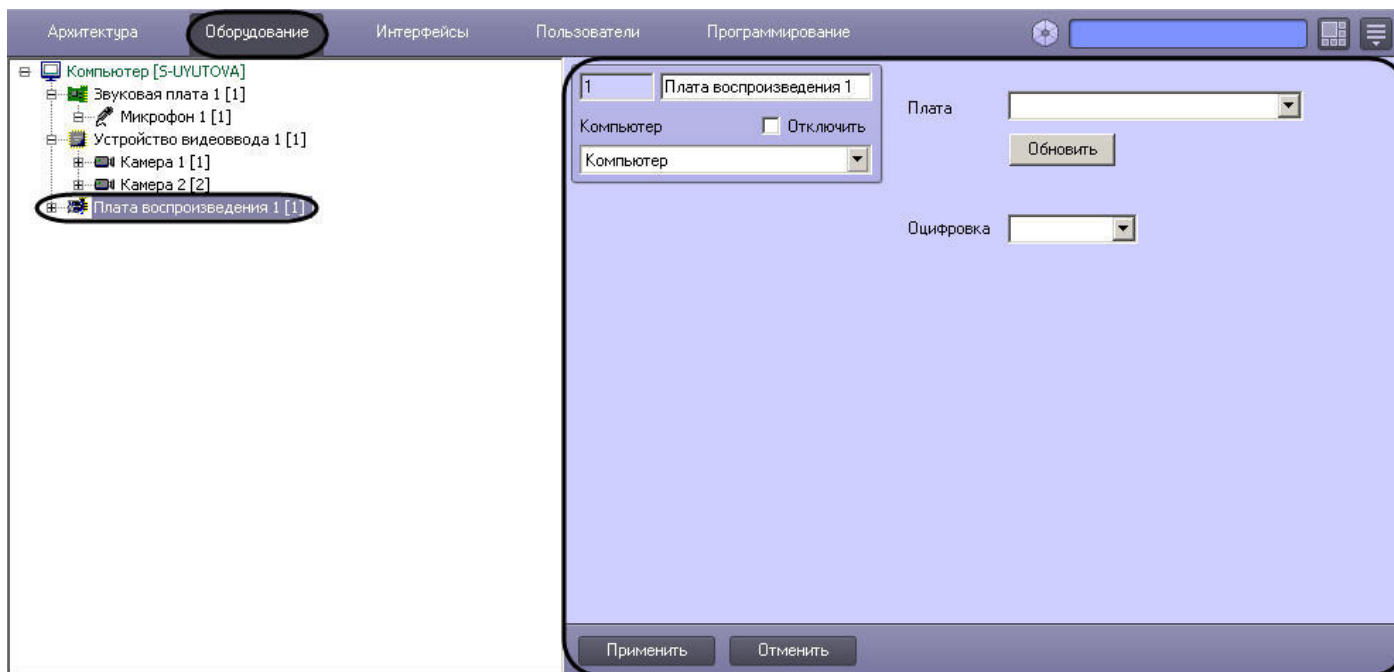 Архитектура Оборудование Интерфейсы Пользователи Программирование
Компьютер [S-UYUTOVA]
Звуковая плата 1 [1]
Микрофон 1 [1]
Устройство видеоввода 1 [1]
Камера 1 [1]
Камера 2 [2]
Плата воспроизведения 1 [1]
1 Плата воспроизведения 1
Компьютер Отключить
Компьютер
Плата
Обновить
Оцифровка
Применить Отменить